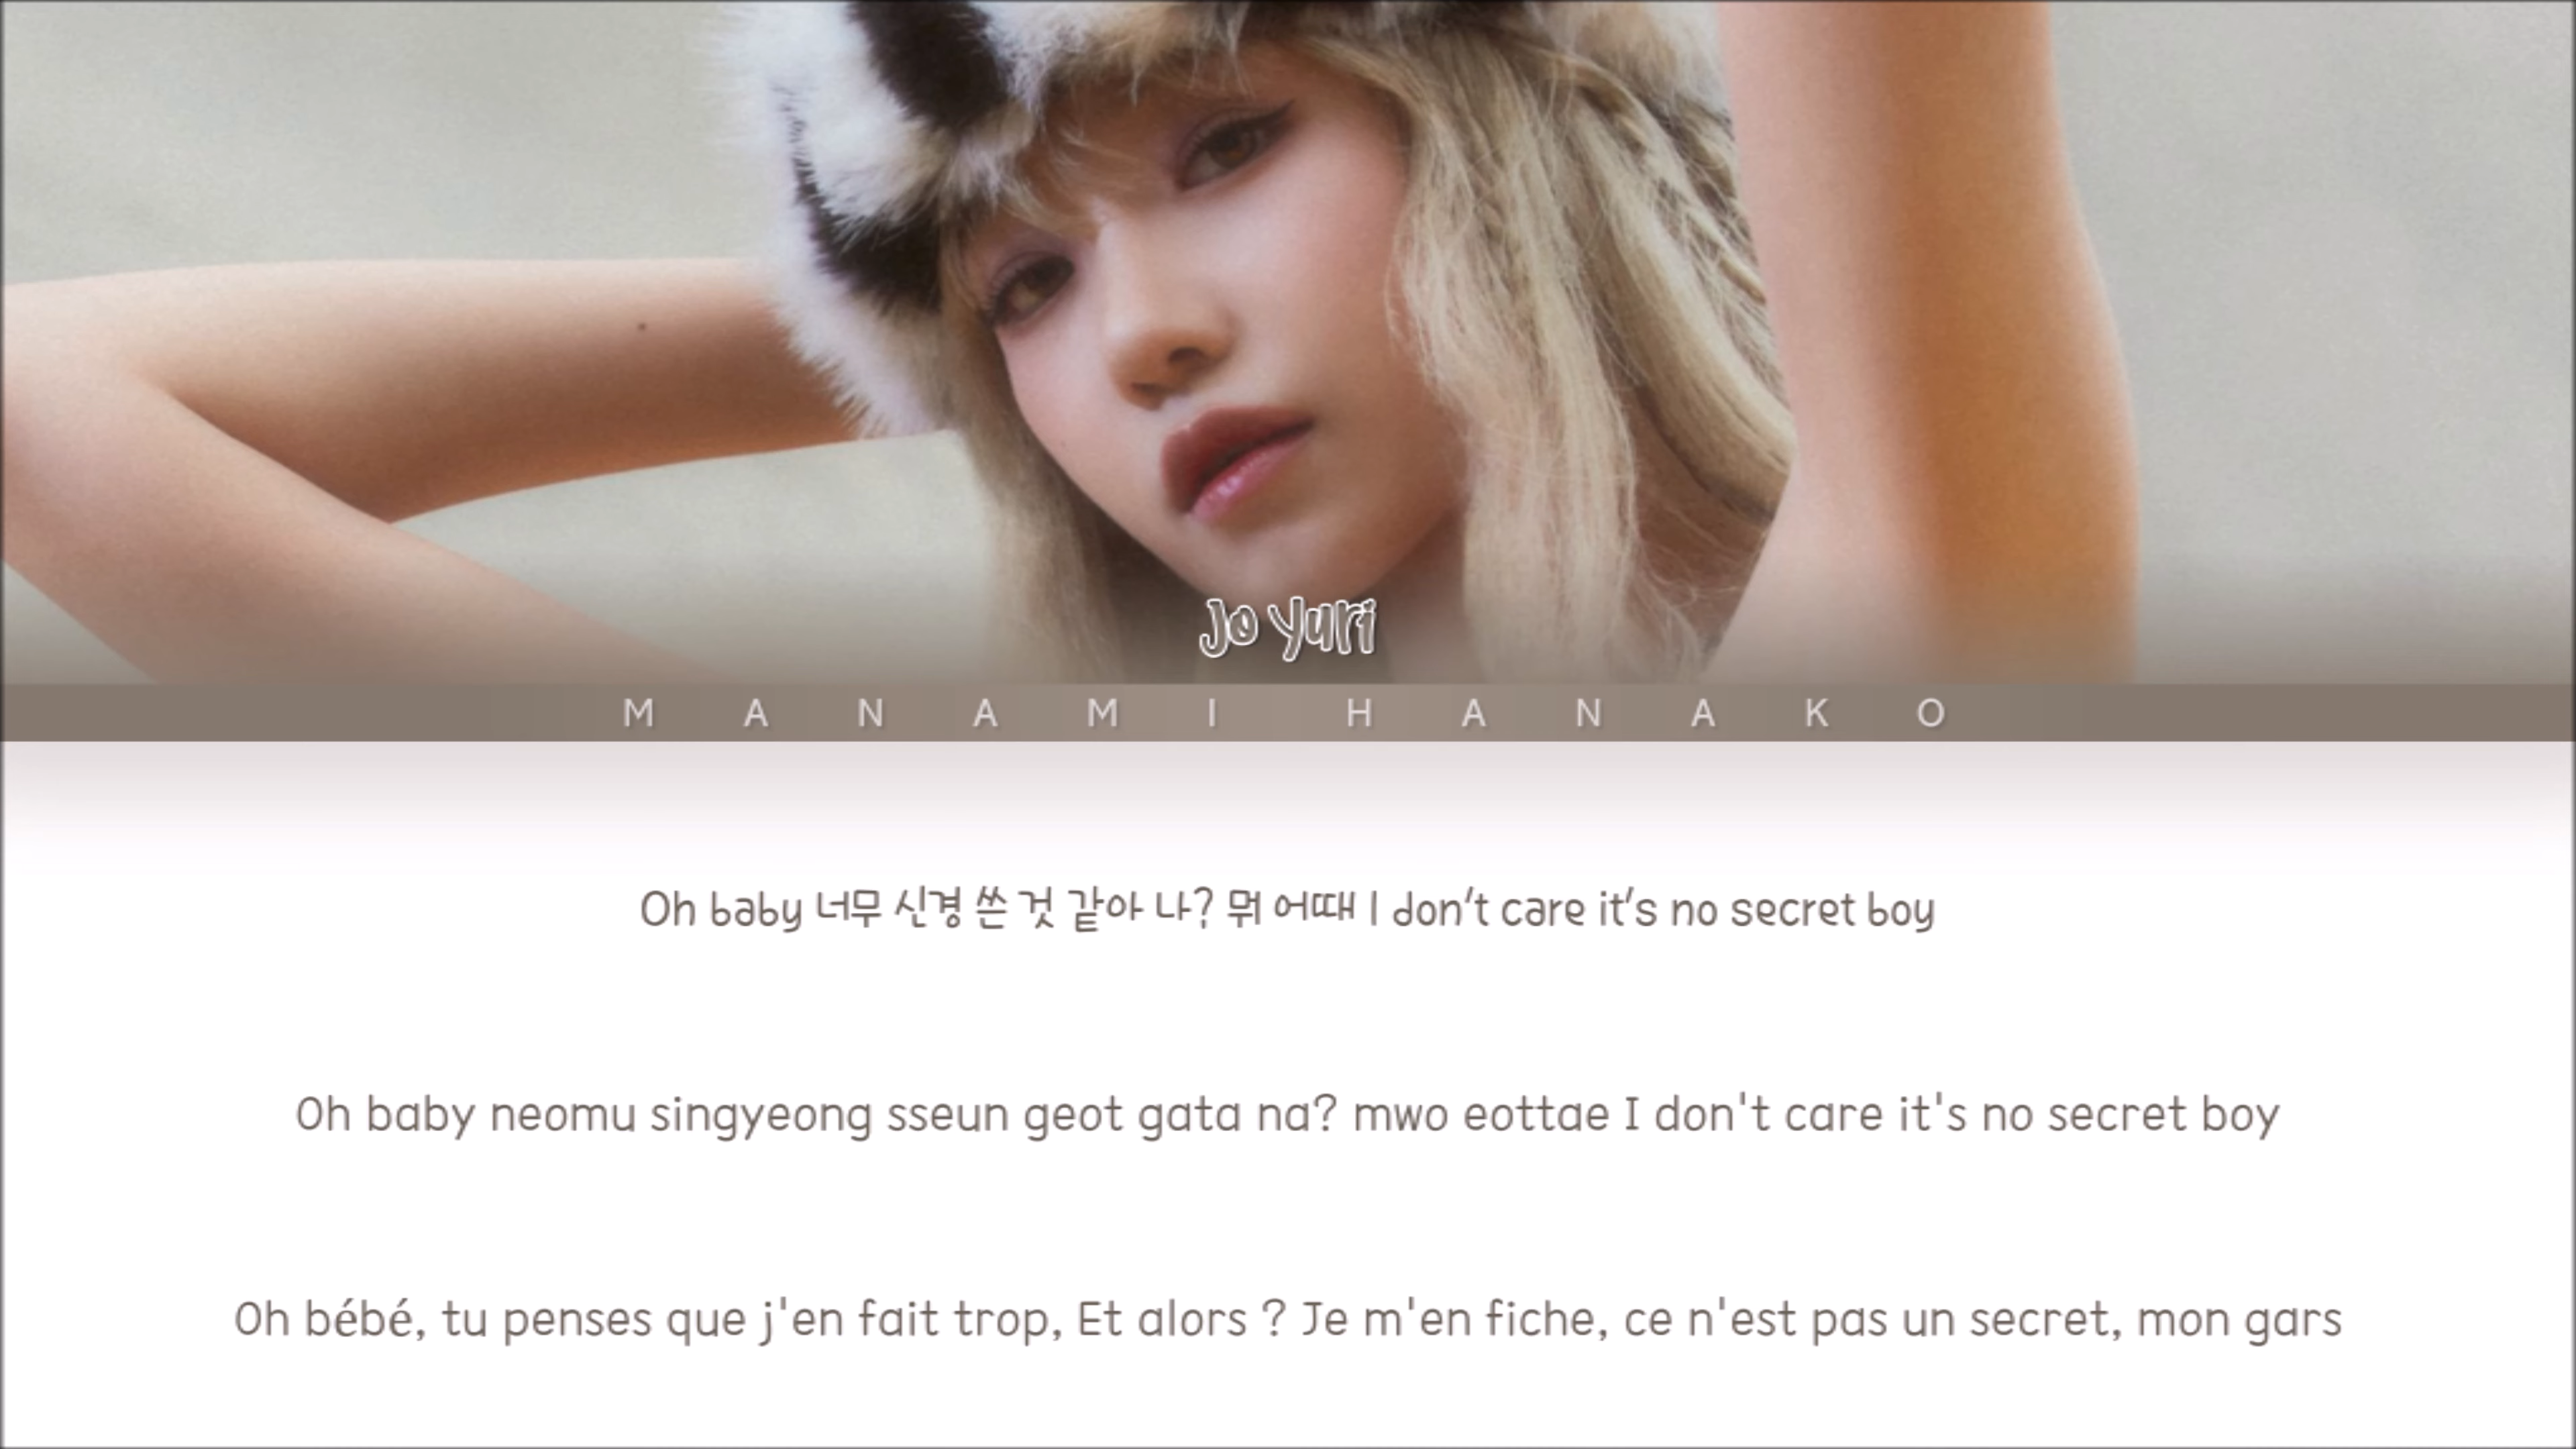 Jo Yuri
MANAMI HANAKO
Oh baby 너무 신경 쓴 것 같아 나? 뭐 어때 I don't care it's no secret boy
Oh baby neomu singyeong sseun geot gata na? mwo eottae I don't care it's no secret boy
Oh bébé, tu penses que j'en fait trop, Et alors ? Je m'en fiche, ce n'est pas un secret, mon gars